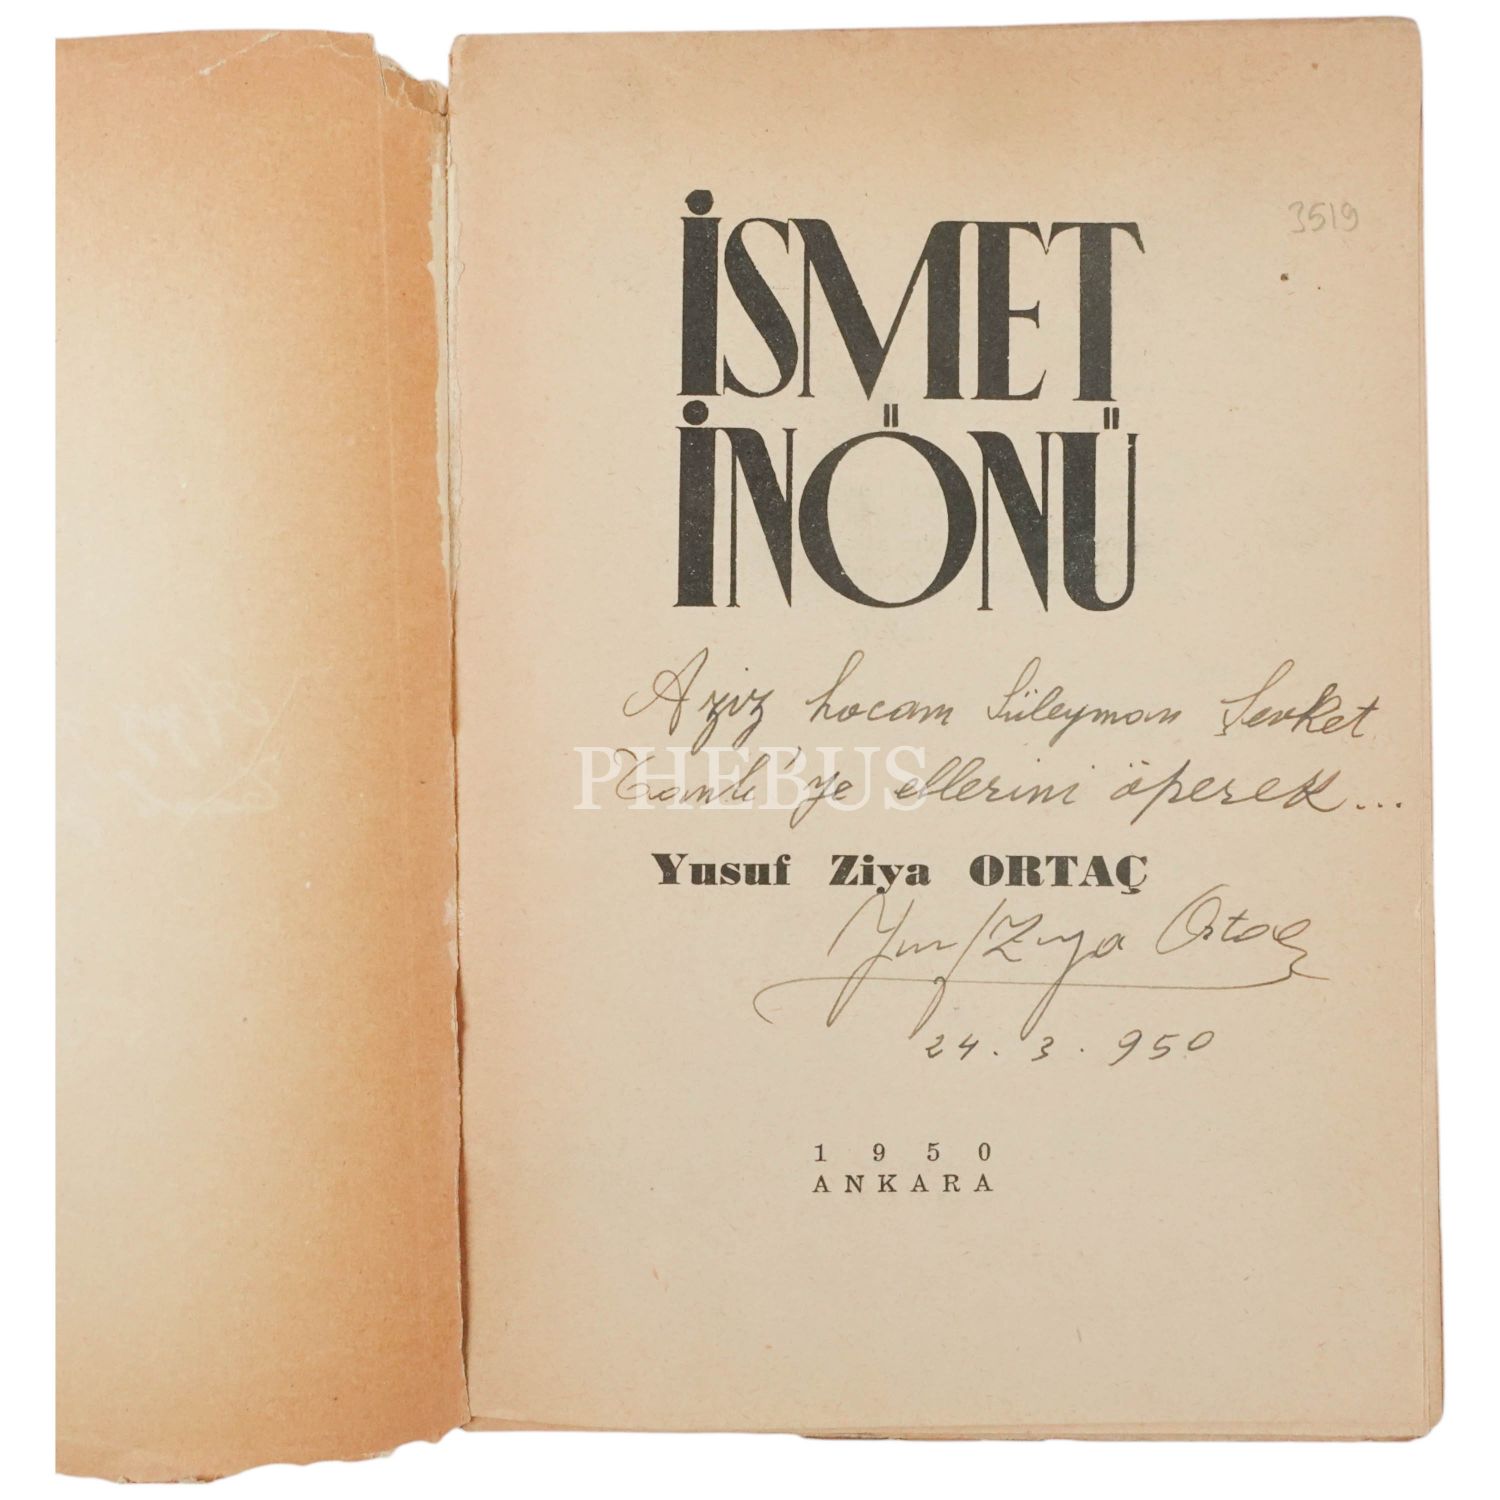 İSMET
İNÖNÜ
3519
Aziz hocam Süleyman Şevket
Tanlı'ye ellerini öperek...
PHEBUS
Yusuf Ziya ORTAÇ
Yusuf Ziya Ortaç
24.3.950
1950
ANKARA